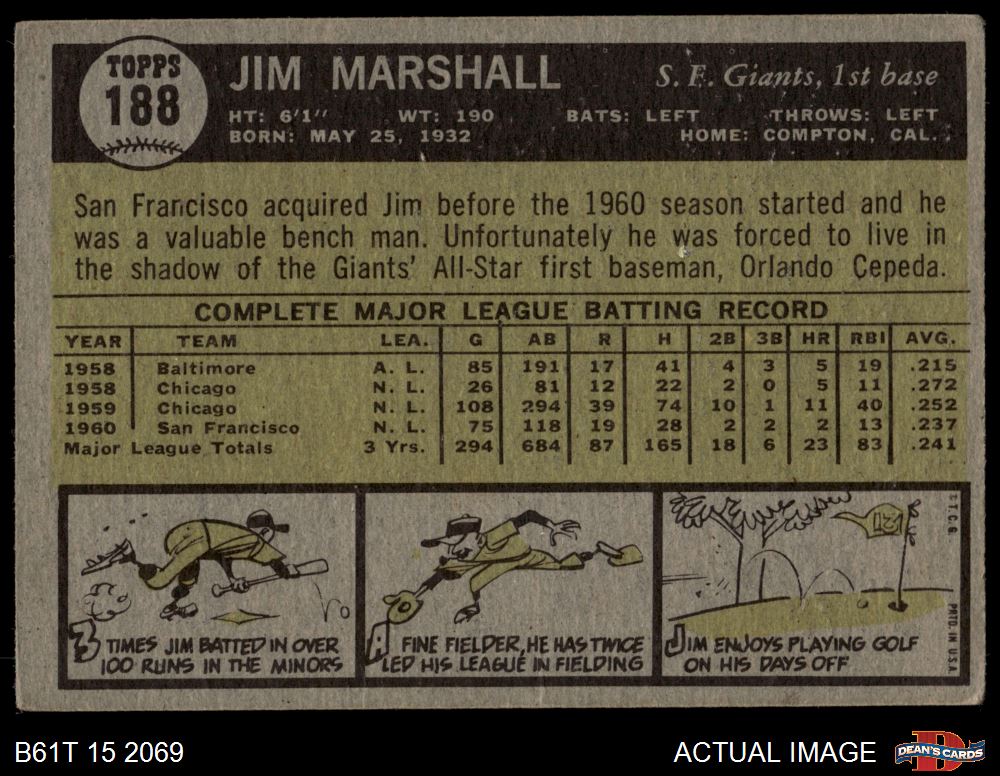 TOPPS
188
JIM MARSHALL
S. F. Giants, 1st base
HT: 6'1" WT: 190 BATS: LEFT THROWS: LEFT
BORN: MAY 25, 1932 HOME: COMPTON, CAL.
San Francisco acquired Jim before the 1960 season started and he
was a valuable bench man. Unfortunately he was forced to live in
the shadow of the Giants' All-Star first baseman, Orlando Cepeda.
COMPLETE MAJOR LEAGUE BATTING RECORD
YEAR TEAM LEA. G AB R H 2B 3B HR RBI AVG.
1958 Baltimore A. L. 85 191 17 41 4 3 5 19 .215
1958 Chicago N. L. 26 81 12 22 2 0 5 11 .272
1959 Chicago N. L. 108 294 39 74 10 1 11 40 .252
1960 San Francisco N. L. 75 118 19 28 2 2 2 13 .237
Major League Totals 3 Yrs. 294 684 87 165 18 6 23 83 .241
3 TIMES JIM BATTED IN OVER
100 RUNS IN THE MINORS
A FINE FIELDER, HE HAS TWICE
LED HIS LEAGUE IN FIELDING
12
JIM ENJOYS PLAYING GOLF
ON HIS DAYS OFF
© T.C.G.
PRTD. IN U.S.A.
B61T 15 2069
ACTUAL IMAGE
D
DEAN'S CARDS